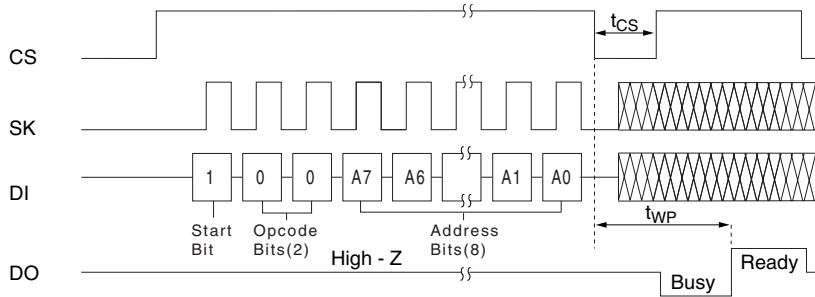 tCS
CS
SK
DI
1 0 0 A7 A6 A1 A0
Start Bit
Opcode Bits(2)
Address Bits(8)
tWP
High - Z
DO
Busy
Ready